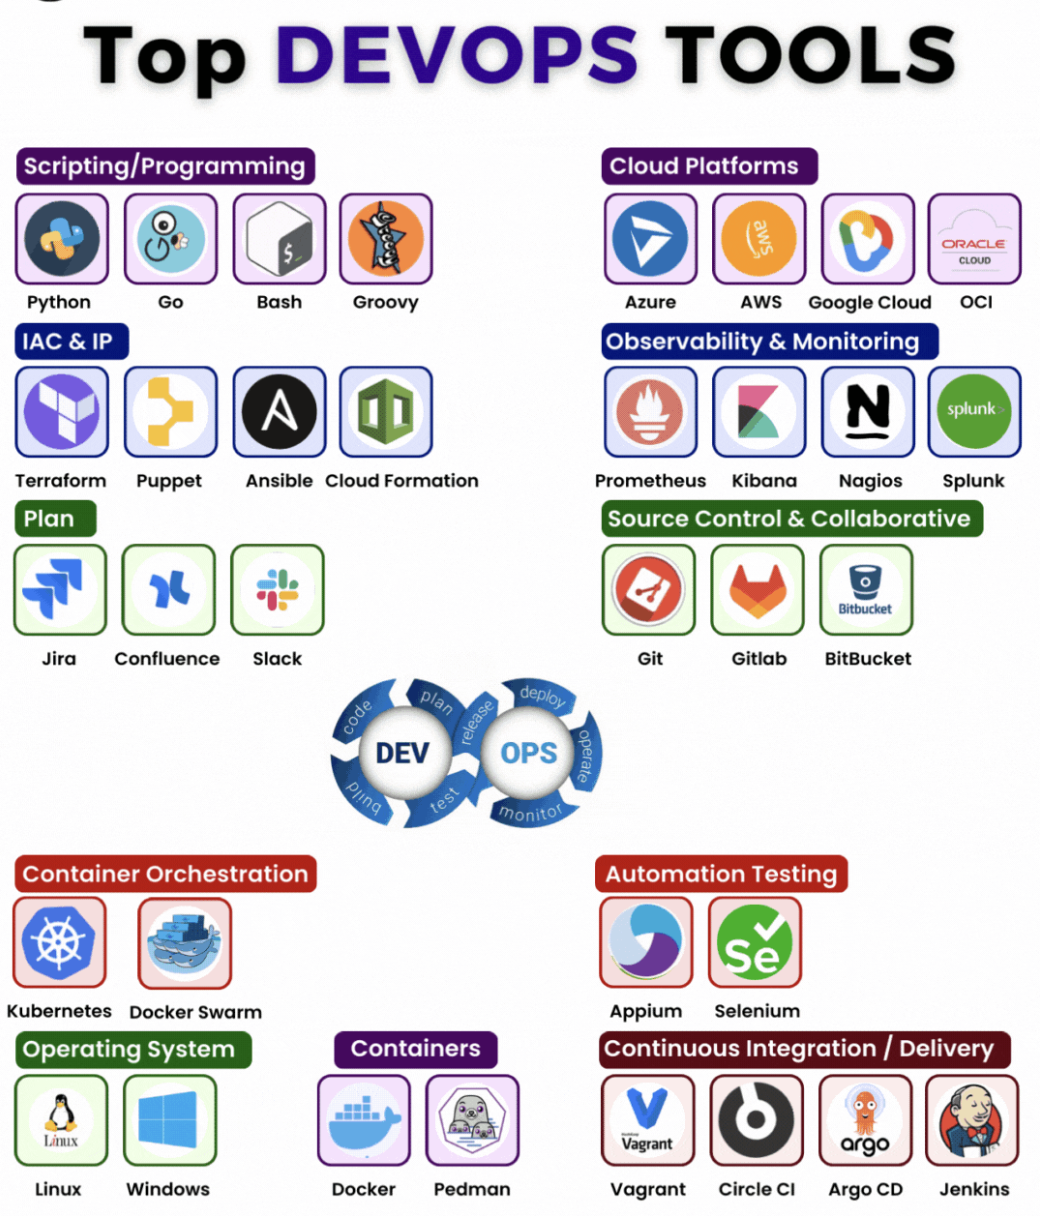 Top DEVOPS TOOLS
Scripting/Programming
Python
Go
Bash
Groovy
Cloud Platforms
aws
ORACLE
CLOUD
Azure
AWS
Google Cloud
OCI
IAC & IP
Terraform
Puppet
Ansible
Cloud Formation
Observability & Monitoring
splunk>
Prometheus
Kibana
Nagios
Splunk
Plan
Jira
Confluence
Slack
Source Control & Collaborative
Bitbucket
Git
Gitlab
BitBucket
code
plan
release
deploy
operate
monitor
test
build
DEV
OPS
Container Orchestration
Kubernetes
Docker Swarm
Automation Testing
Se
Appium
Selenium
Operating System
Linux
Linux
Windows
Containers
Docker
Pedman
Continuous Integration / Delivery
Vagrant
argo
Vagrant
Circle CI
Argo CD
Jenkins